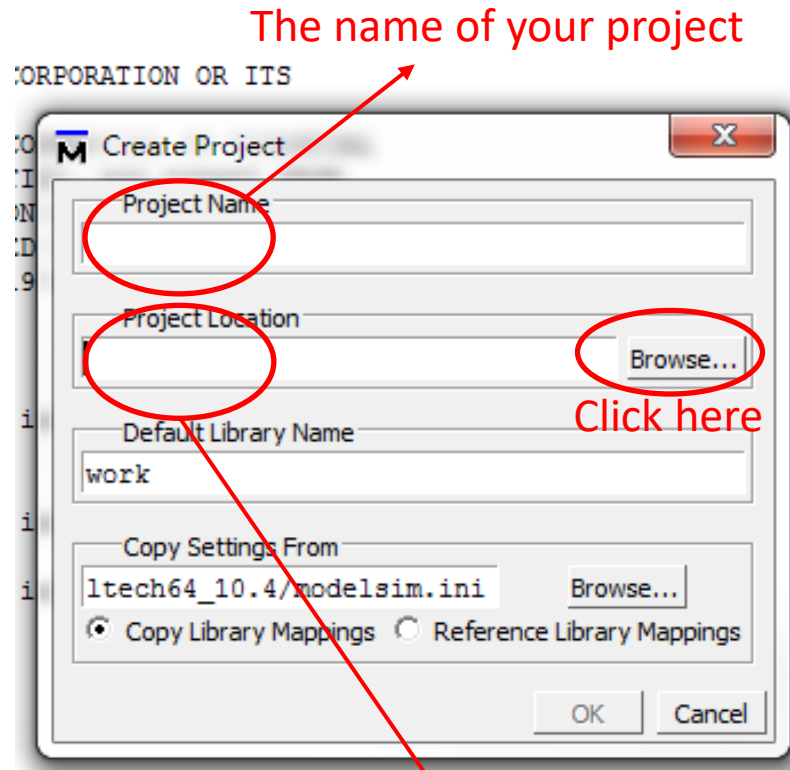 The name of your project
CORPORATION OR ITS
Create Project
Project Name
Project Location
Browse...
Click here
Default Library Name
work
Copy Settings From
ltech64_10.4/modelsim.ini
Browse...
Copy Library Mappings
Reference Library Mappings
OK
Cancel